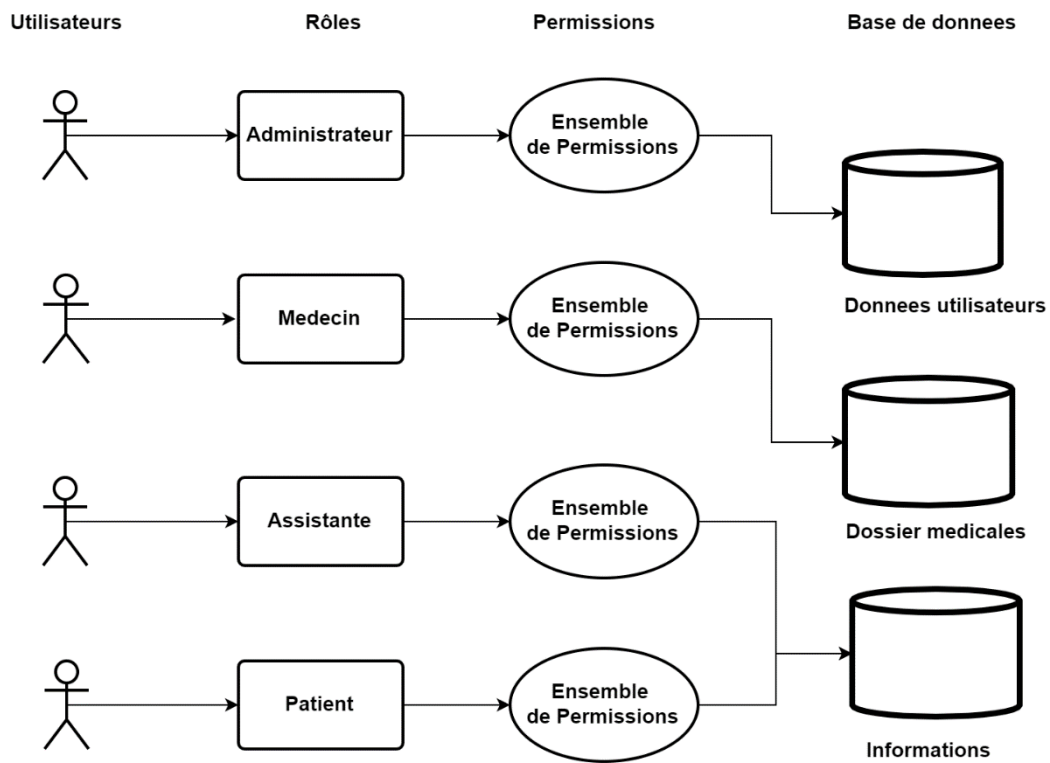 Utilisateurs
Rôles
Permissions
Base de donnees
Administrateur
Ensemble
de Permissions
Donnees utilisateurs
Medecin
Ensemble
de Permissions
Dossier medicales
Assistante
Ensemble
de Permissions
Patient
Ensemble
de Permissions
Informations